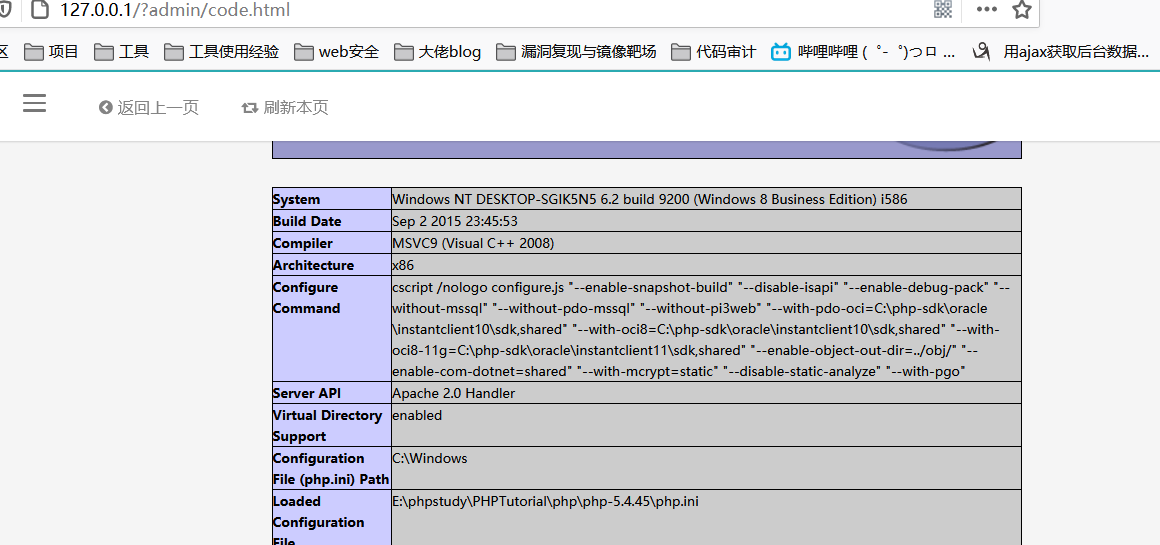 127.0.0.1/?admin/code.html
区 项目 工具 工具使用经验 web安全 大佬blog 漏洞复现与镜像靶场 代码审计 哔哩哔哩 ( ゜- ゜)つロ ... 用ajax获取后台数据...
返回上一页 刷新本页
System Windows NT DESKTOP-SGIK5N5 6.2 build 9200 (Windows 8 Business Edition) i586
Build Date Sep 2 2015 23:45:53
Compiler MSVC9 (Visual C++ 2008)
Architecture x86
Configure cscript /nologo configure.js "--enable-snapshot-build" "--disable-isapi" "--enable-debug-pack" "--
Command without-mssql" "--without-pdo-mssql" "--without-pi3web" "--with-pdo-oci=C:\php-sdk\oracle
\instantclient10\sdk,shared" "--with-oci8=C:\php-sdk\oracle\instantclient10\sdk,shared" "--with-
oci8-11g=C:\php-sdk\oracle\instantclient11\sdk,shared" "--enable-object-out-dir=../obj/" "--
enable-com-dotnet=shared" "--with-mcrypt=static" "--disable-static-analyze" "--with-pgo"
Server API Apache 2.0 Handler
Virtual Directory enabled
Support
Configuration C:\Windows
File (php.ini) Path
Loaded E:\phpstudy\PHPTutorial\php\php-5.4.45\php.ini
Configuration
File